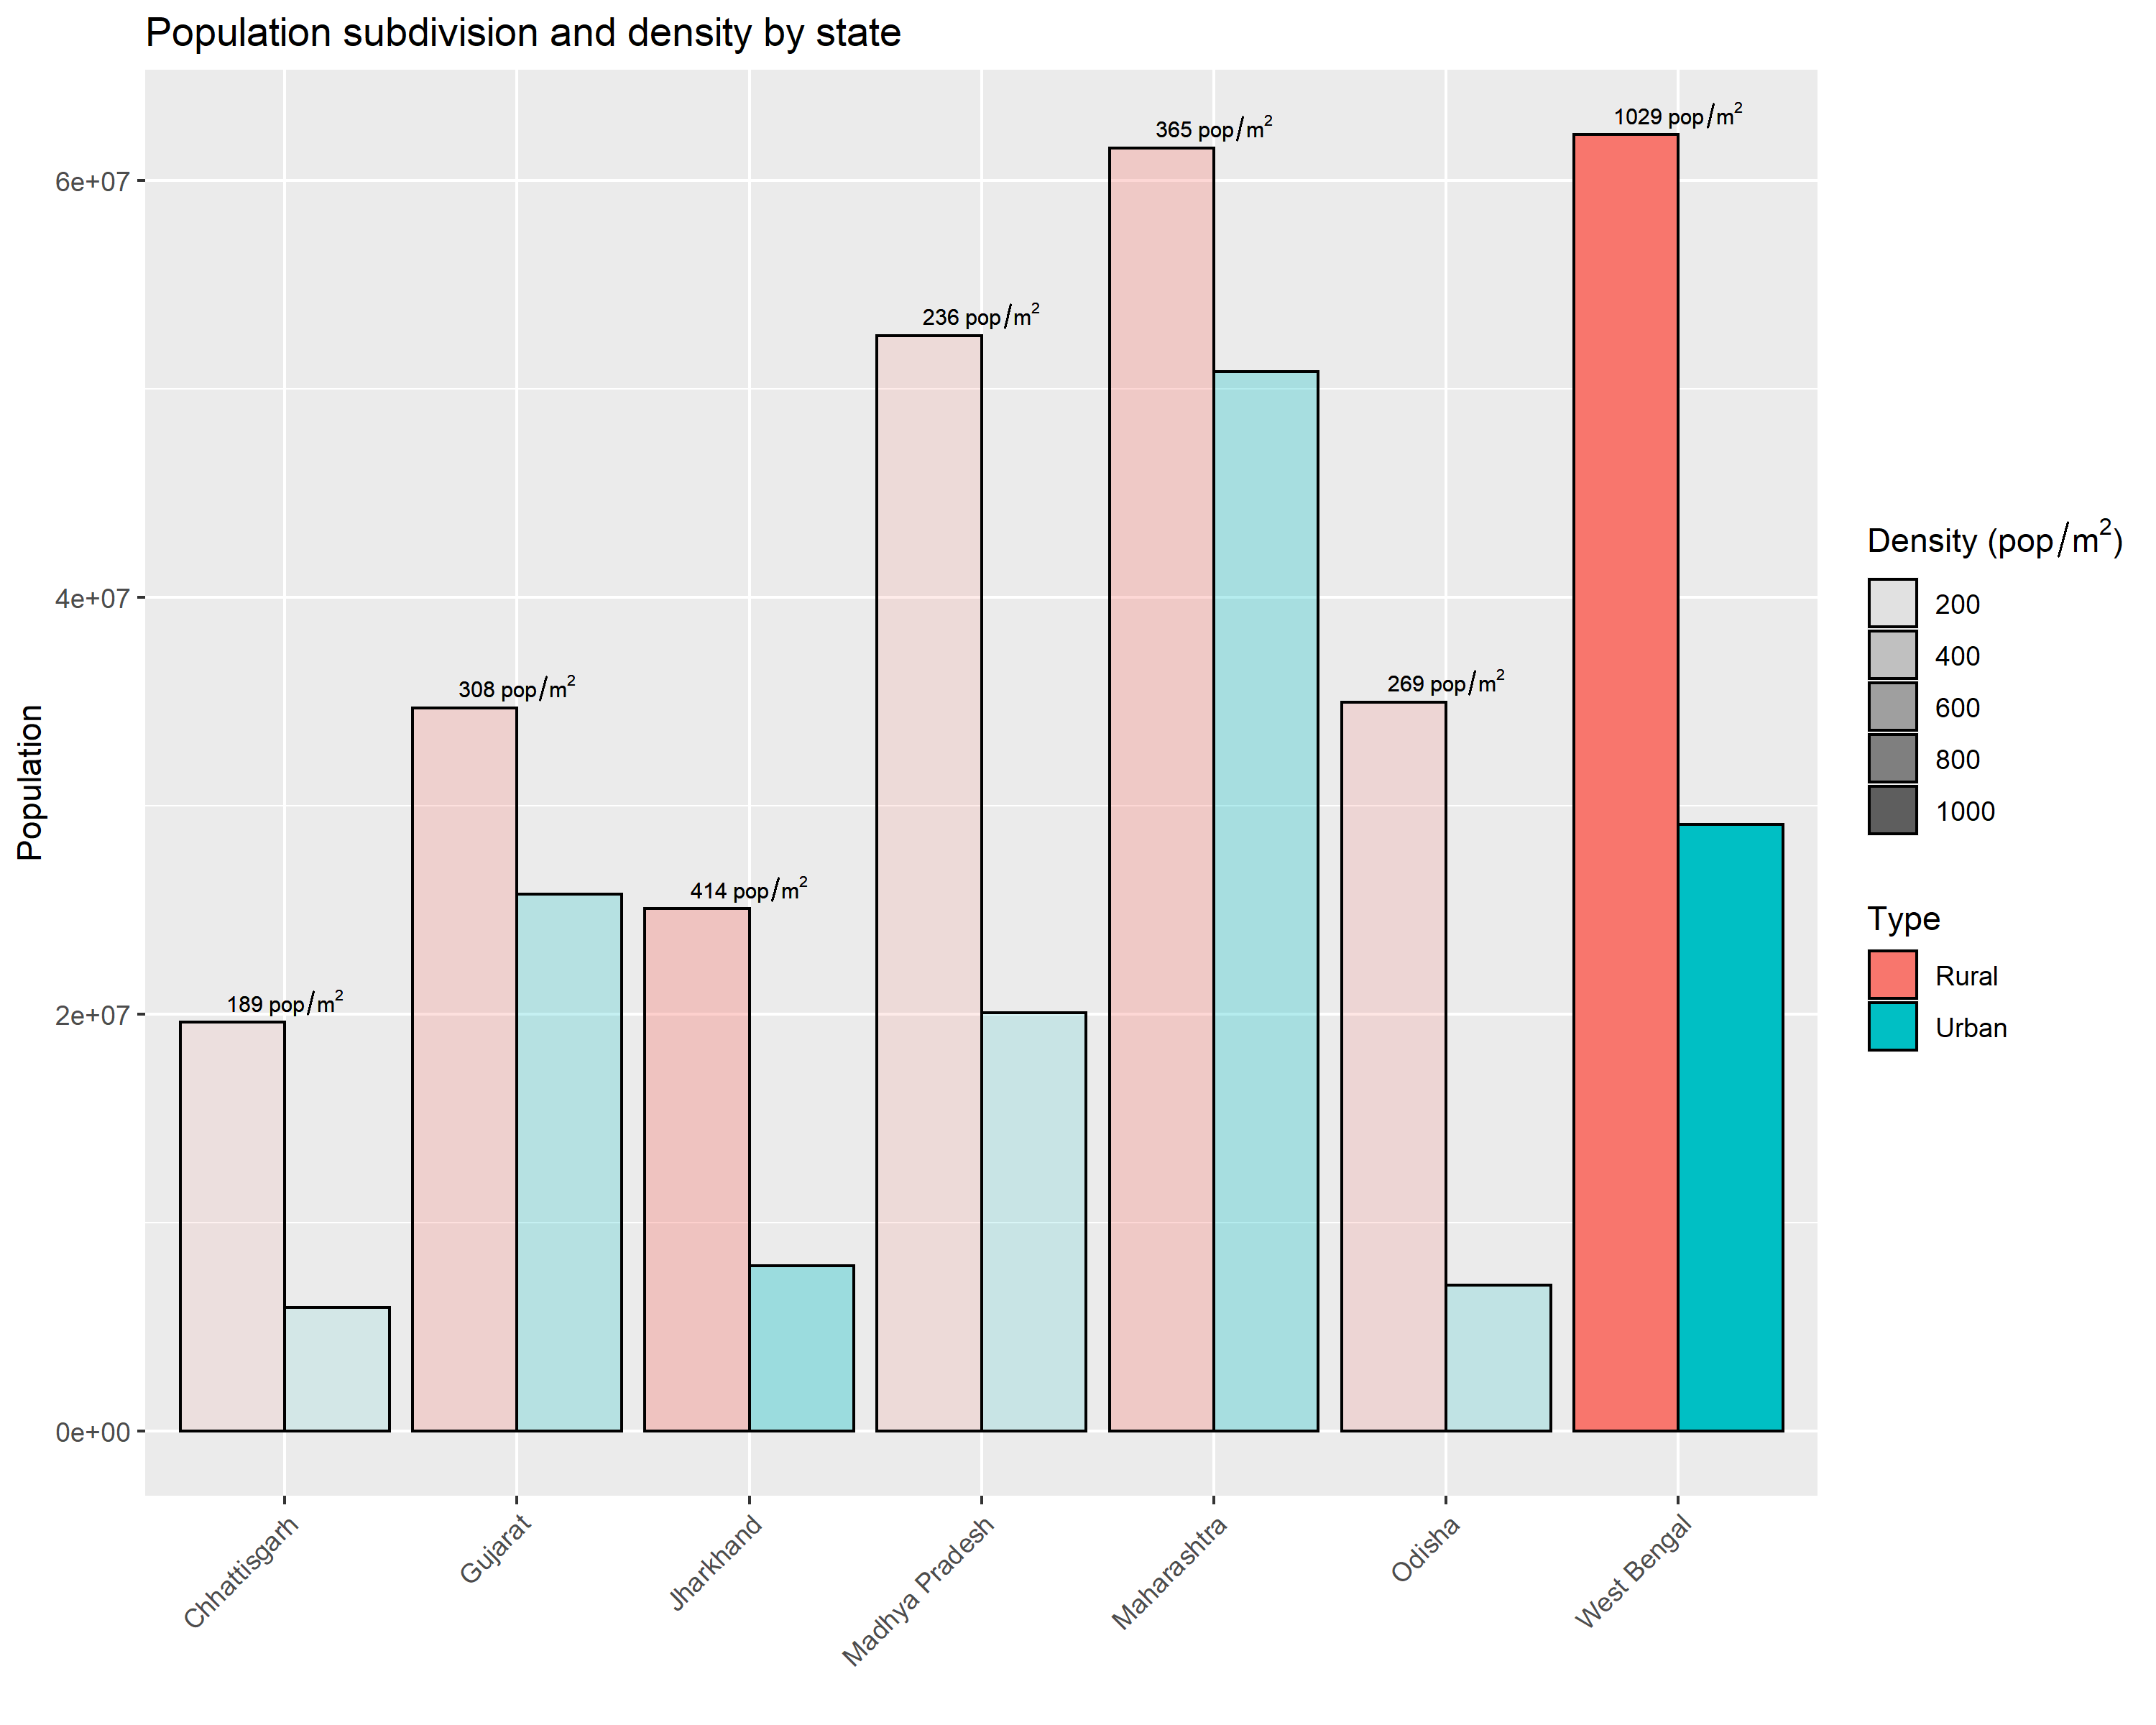 Population subdivision and density by state
Population
6e+07
4e+07
2e+07
0e+00
189 pop/m²
308 pop/m²
414 pop/m²
236 pop/m²
365 pop/m²
269 pop/m²
1029 pop/m²
Chhattisgarh
Gujarat
Jharkhand
Madhya Pradesh
Maharashtra
Odisha
West Bengal
Density (pop/m²)
200
400
600
800
1000
Type
Rural
Urban